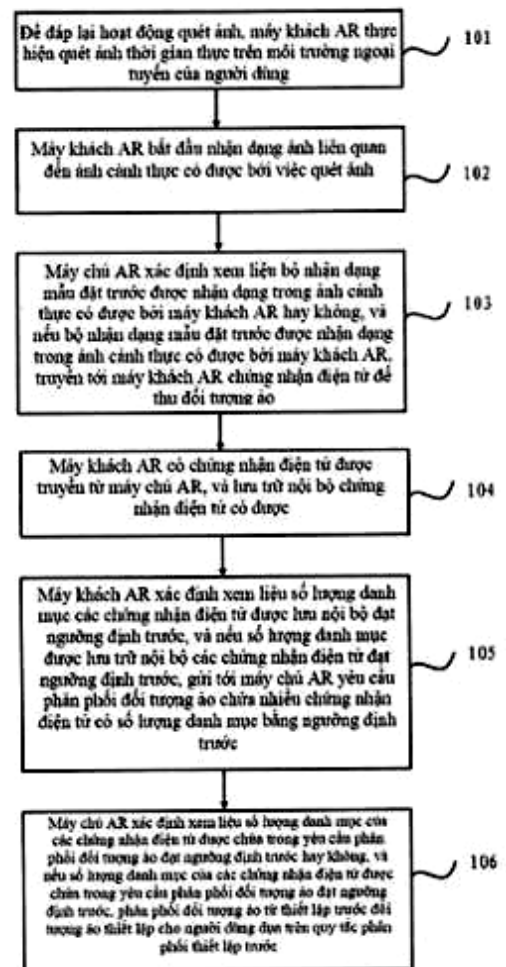 Để đáp lại hoạt động quét ảnh, máy khách AR thực
hiện quét ảnh thời gian thực trên môi trường ngoại
tuyến của người dùng
101
Máy khách AR bắt đầu nhận dạng ảnh liên quan
đến ảnh cảnh thực có được bởi việc quét ảnh
102
Máy chủ AR xác định xem liệu bộ nhận dạng
mẫu đặt trước được nhận dạng trong ảnh cảnh
thực có được bởi máy khách AR hay không, và
nếu bộ nhận dạng mẫu đặt trước được nhận dạng
trong ảnh cảnh thực có được bởi máy khách AR,
truyền tới máy khách AR chứng nhận điện tử để
thu đối tượng ảo
103
Máy khách AR có chứng nhận điện tử được
truyền từ máy chủ AR, và lưu trữ nội bộ chứng
nhận điện tử có được
104
Máy khách AR xác định xem liệu số lượng danh
mục các chứng nhận điện tử được lưu nội bộ đạt
ngưỡng định trước, và nếu số lượng danh mục
được lưu trữ nội bộ các chứng nhận điện tử đạt
ngưỡng định trước, gửi tới máy chủ AR yêu cầu
phân phối đối tượng ảo chứa nhiều chứng nhận
điện tử có số lượng danh mục bằng ngưỡng định
trước
105
Máy chủ AR xác định xem liệu số lượng danh mục của
các chứng nhận điện tử được chứa trong yêu cầu phân
phối đối tượng ảo đạt ngưỡng định trước hay không, và
nếu số lượng danh mục của các chứng nhận điện tử được
chứa trong yêu cầu phân phối đối tượng ảo đạt ngưỡng
định trước, phân phối đối tượng ảo từ thiết lập trước đối
tượng ảo thiết lập cho người dùng dựa trên quy tắc phân
phối thiết lập trước
106